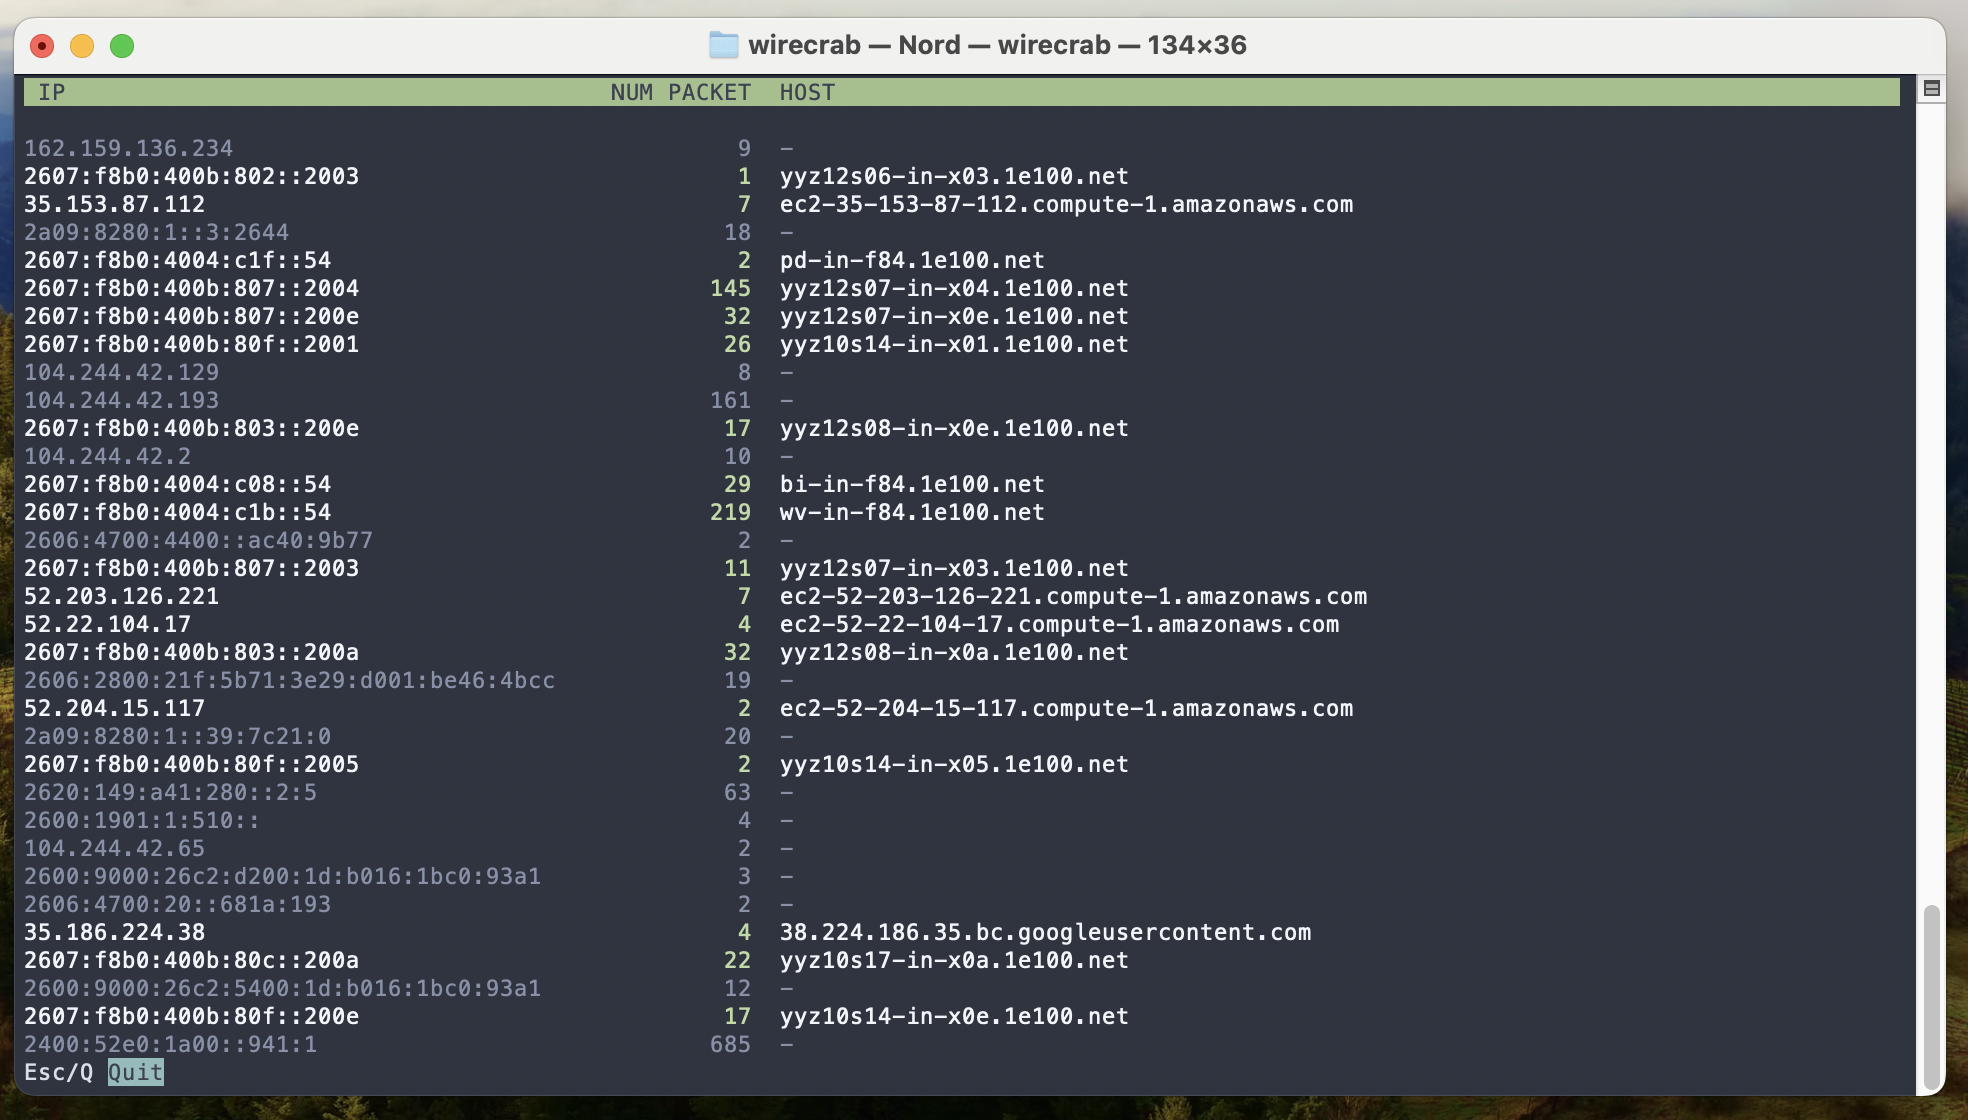 wirecrab — Nord — wirecrab — 134×36
IP NUM PACKET HOST
162.159.136.234 9 -
2607:f8b0:400b:802::2003 1 yyz12s06-in-x03.1e100.net
35.153.87.112 7 ec2-35-153-87-112.compute-1.amazonaws.com
2a09:8280:1::3:2644 18 -
2607:f8b0:4004:c1f::54 2 pd-in-f84.1e100.net
2607:f8b0:400b:807::2004 145 yyz12s07-in-x04.1e100.net
2607:f8b0:400b:807::200e 32 yyz12s07-in-x0e.1e100.net
2607:f8b0:400b:80f::2001 26 yyz10s14-in-x01.1e100.net
104.244.42.129 8 -
104.244.42.193 161 -
2607:f8b0:400b:803::200e 17 yyz12s08-in-x0e.1e100.net
104.244.42.2 10 -
2607:f8b0:4004:c08::54 29 bi-in-f84.1e100.net
2607:f8b0:4004:c1b::54 219 wv-in-f84.1e100.net
2606:4700:4400::ac40:9b77 2 -
2607:f8b0:400b:807::2003 11 yyz12s07-in-x03.1e100.net
52.203.126.221 7 ec2-52-203-126-221.compute-1.amazonaws.com
52.22.104.17 4 ec2-52-22-104-17.compute-1.amazonaws.com
2607:f8b0:400b:803::200a 32 yyz12s08-in-x0a.1e100.net
2606:2800:21f:5b71:3e29:d001:be46:4bcc 19 -
52.204.15.117 2 ec2-52-204-15-117.compute-1.amazonaws.com
2a09:8280:1::39:7c21:0 20 -
2607:f8b0:400b:80f::2005 2 yyz10s14-in-x05.1e100.net
2620:149:a41:280::2:5 63 -
2600:1901:1:510:: 4 -
104.244.42.65 2 -
2600:9000:26c2:d200:1d:b016:1bc0:93a1 3 -
2606:4700:20::681a:193 2 -
35.186.224.38 4 38.224.186.35.bc.googleusercontent.com
2607:f8b0:400b:80c::200a 22 yyz10s17-in-x0a.1e100.net
2600:9000:26c2:5400:1d:b016:1bc0:93a1 12 -
2607:f8b0:400b:80f::200e 17 yyz10s14-in-x0e.1e100.net
2400:52e0:1a00::941:1 685 -
Esc/Q Quit